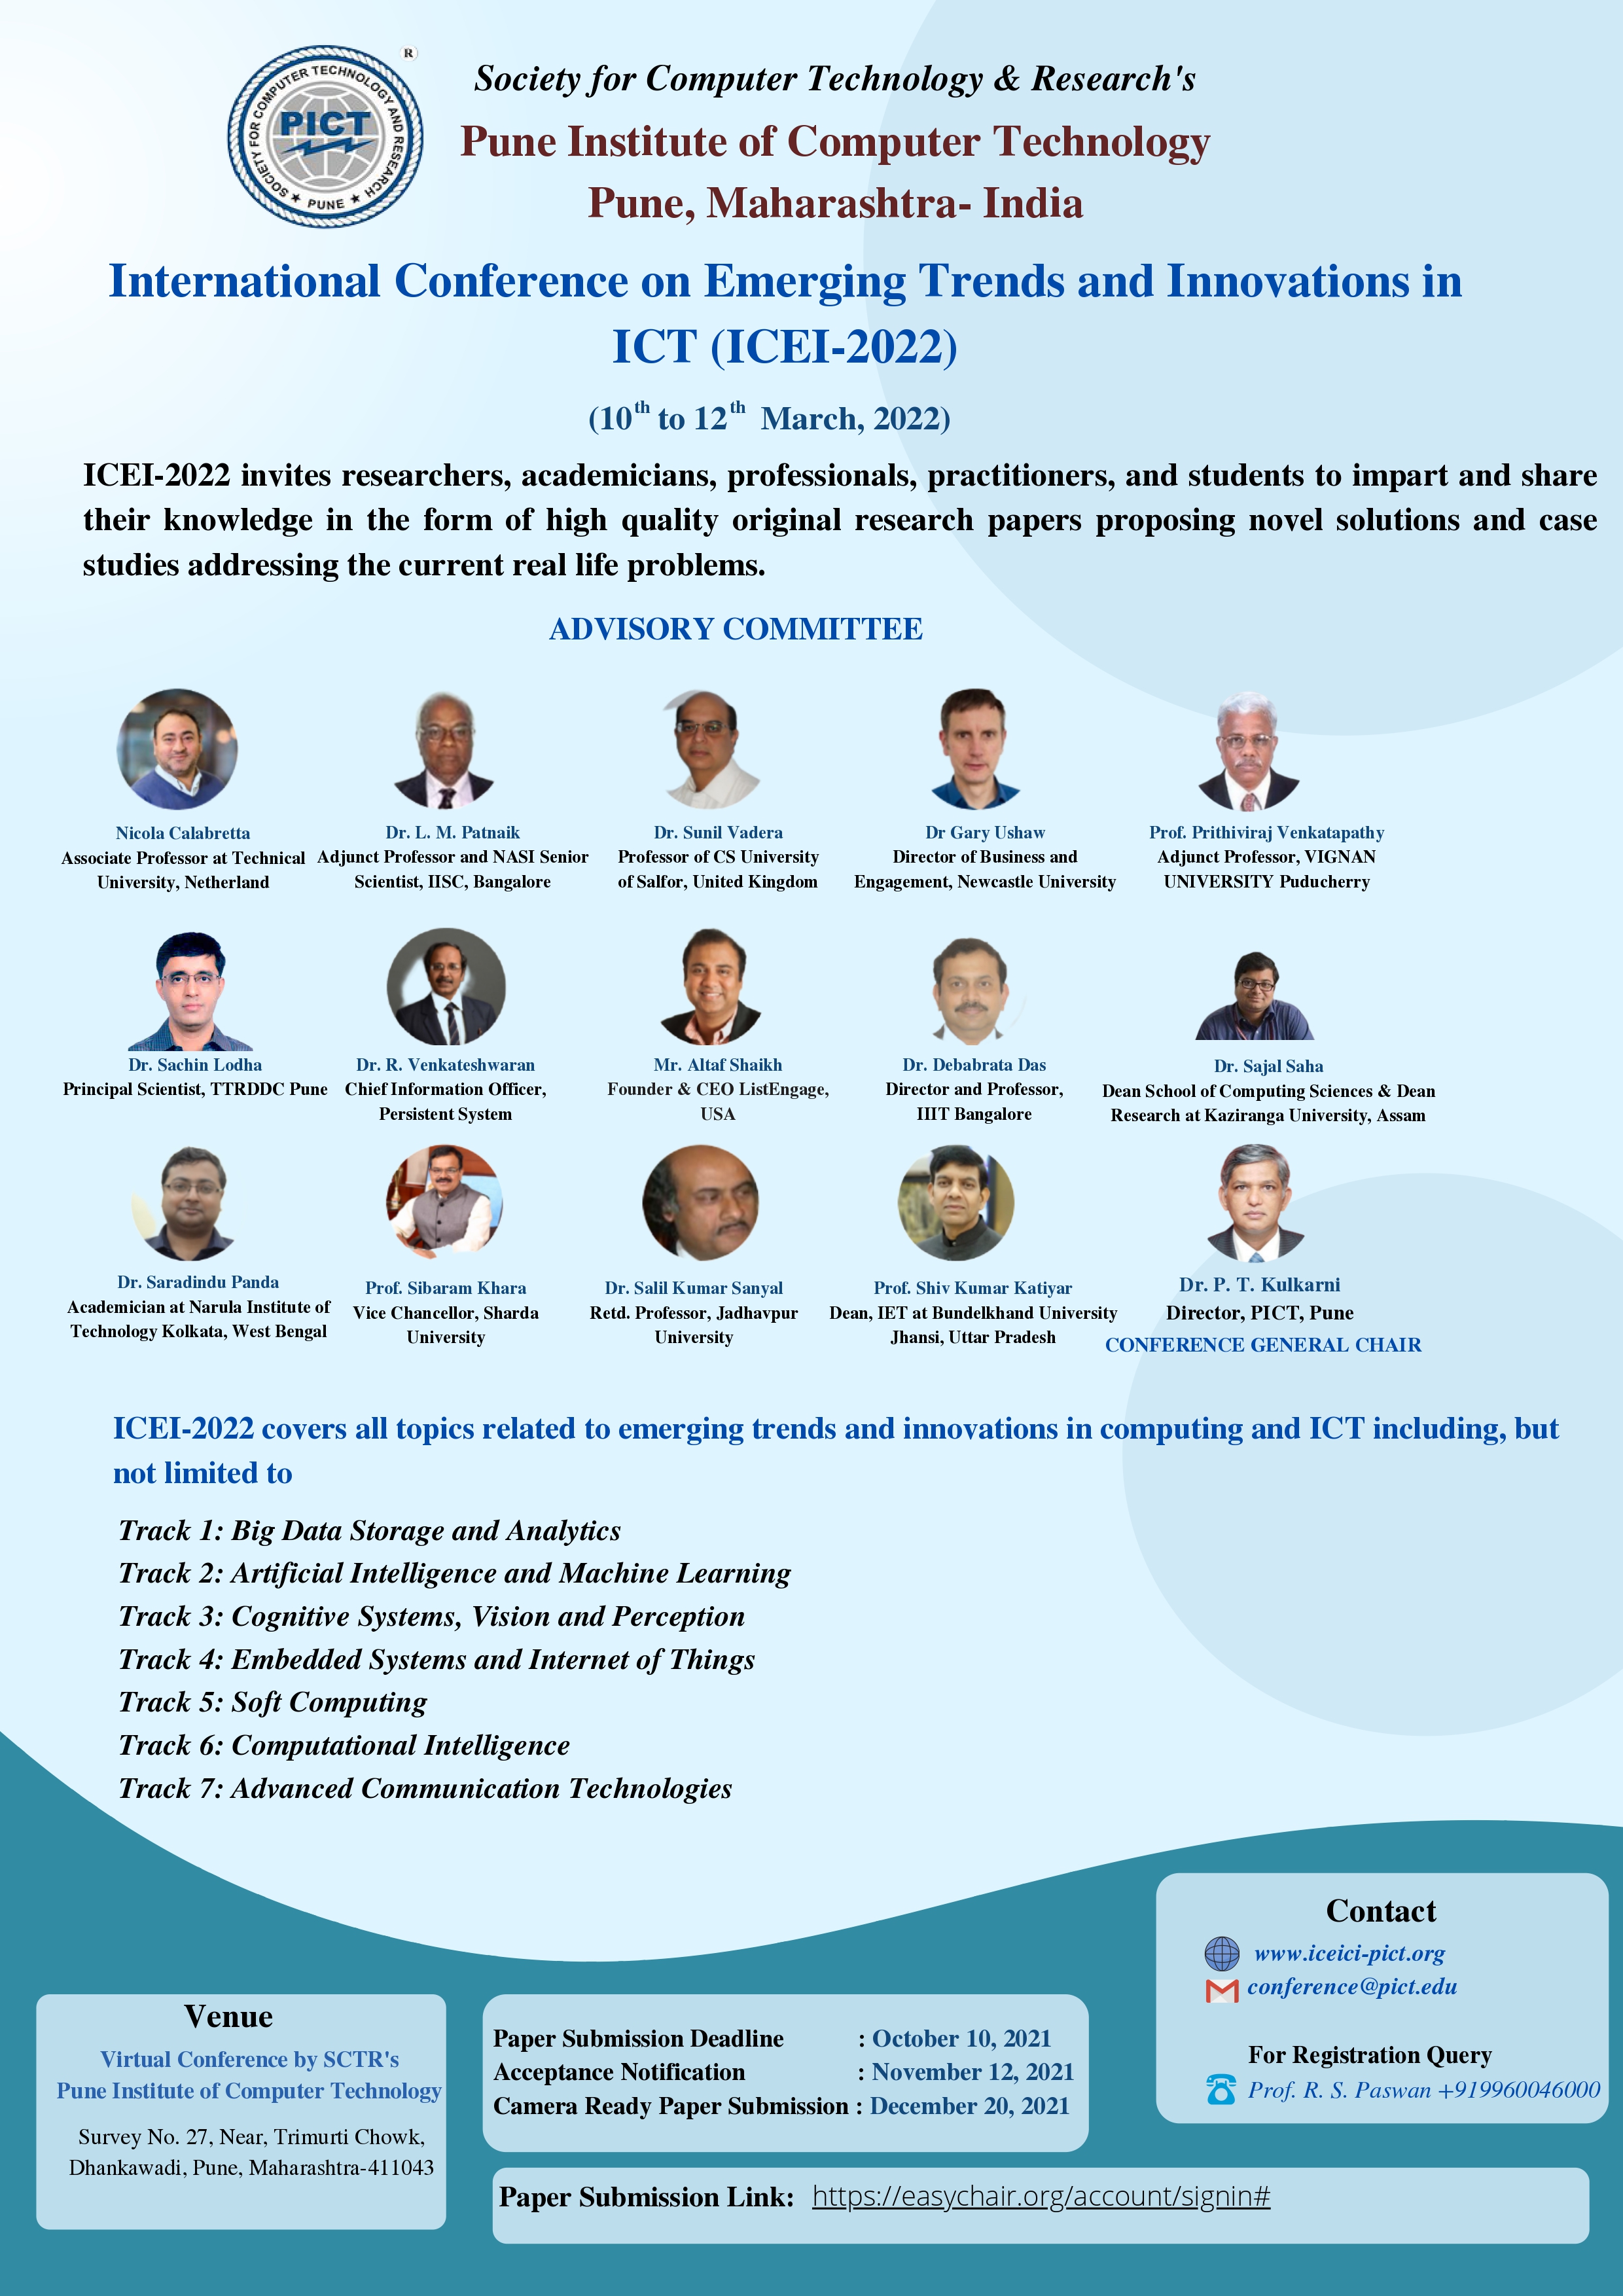 SOCIETY FOR COMPUTER TECHNOLOGY AND RESEARCH
PICT
★ PUNE ★
®
Society for Computer Technology & Research's
Pune Institute of Computer Technology
Pune, Maharashtra- India
International Conference on Emerging Trends and Innovations in
ICT (ICEI-2022)
(10th to 12th March, 2022)
ICEI-2022 invites researchers, academicians, professionals, practitioners, and students to impart and share
their knowledge in the form of high quality original research papers proposing novel solutions and case
studies addressing the current real life problems.
ADVISORY COMMITTEE
Nicola Calabretta
Associate Professor at Technical
University, Netherland
Dr. L. M. Patnaik
Adjunct Professor and NASI Senior
Scientist, IISC, Bangalore
Dr. Sunil Vadera
Professor of CS University
of Salfor, United Kingdom
Dr Gary Ushaw
Director of Business and
Engagement, Newcastle University
Prof. Prithiviraj Venkatapathy
Adjunct Professor, VIGNAN
UNIVERSITY Puducherry
Dr. Sachin Lodha
Principal Scientist, TTRDDC Pune
Dr. R. Venkateshwaran
Chief Information Officer,
Persistent System
Mr. Altaf Shaikh
Founder & CEO ListEngage,
USA
Dr. Debabrata Das
Director and Professor,
IIIT Bangalore
Dr. Sajal Saha
Dean School of Computing Sciences & Dean
Research at Kaziranga University, Assam
Dr. Saradindu Panda
Academician at Narula Institute of
Technology Kolkata, West Bengal
Prof. Sibaram Khara
Vice Chancellor, Sharda
University
Dr. Salil Kumar Sanyal
Retd. Professor, Jadhavpur
University
Prof. Shiv Kumar Katiyar
Dean, IET at Bundelkhand University
Jhansi, Uttar Pradesh
Dr. P. T. Kulkarni
Director, PICT, Pune
CONFERENCE GENERAL CHAIR
ICEI-2022 covers all topics related to emerging trends and innovations in computing and ICT including, but
not limited to
Track 1: Big Data Storage and Analytics
Track 2: Artificial Intelligence and Machine Learning
Track 3: Cognitive Systems, Vision and Perception
Track 4: Embedded Systems and Internet of Things
Track 5: Soft Computing
Track 6: Computational Intelligence
Track 7: Advanced Communication Technologies
Venue
Virtual Conference by SCTR's
Pune Institute of Computer Technology
Survey No. 27, Near, Trimurti Chowk,
Dhankawadi, Pune, Maharashtra-411043
Paper Submission Deadline : October 10, 2021
Acceptance Notification : November 12, 2021
Camera Ready Paper Submission : December 20, 2021
Contact
www.iceici-pict.org
conference@pict.edu
For Registration Query
Prof. R. S. Paswan +919960046000
Paper Submission Link: https://easychair.org/account/signin#